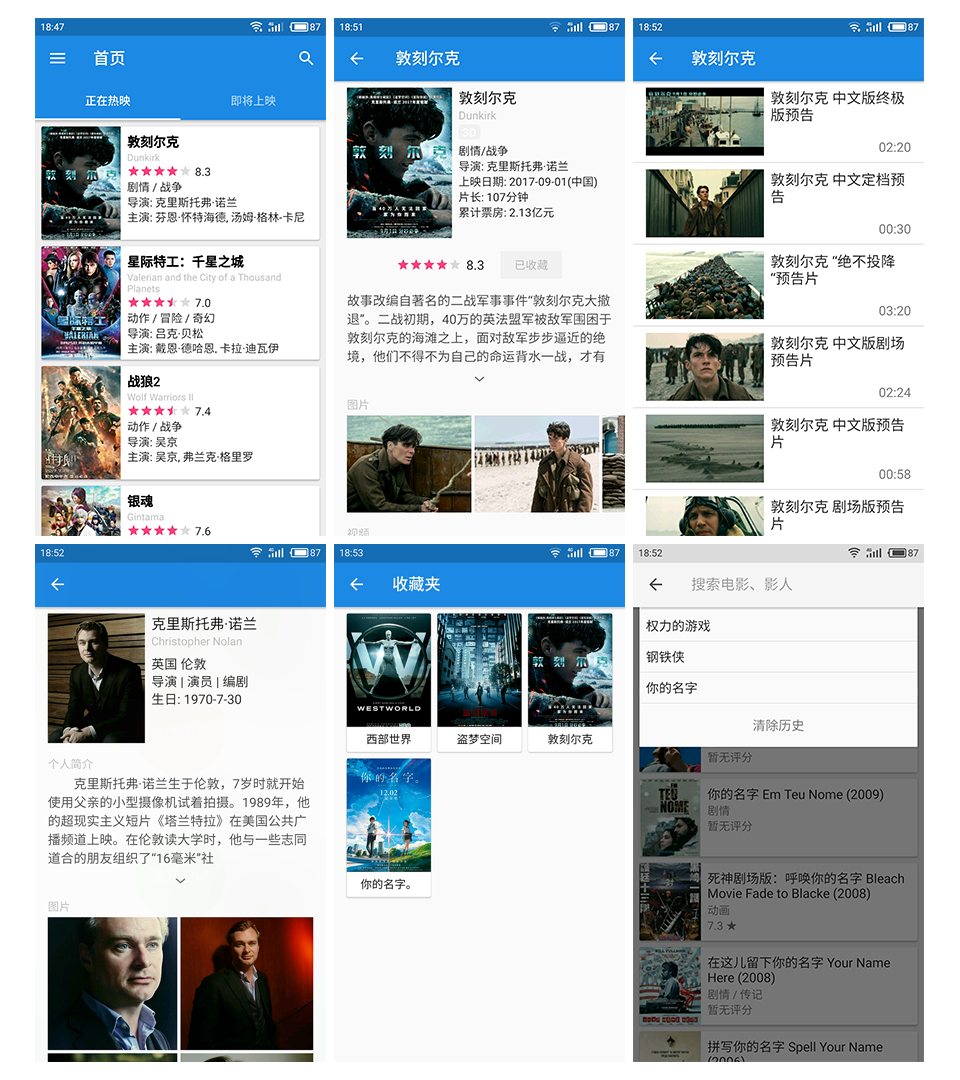 18:47
87
首页
正在热映
即将上映
敦刻尔克
Dunkirk
8.3
剧情 / 战争
导演: 克里斯托弗·诺兰
主演: 芬恩·怀特海德, 汤姆·格林-卡尼
星际特工：千星之城
Valerian and the City of a Thousand
Planets
7.0
动作 / 冒险 / 奇幻
导演: 吕克·贝松
主演: 戴恩·德哈恩, 卡拉·迪瓦伊
战狼2
Wolf Warriors II
7.4
动作 / 战争
导演: 吴京
主演: 吴京, 弗兰克·格里罗
银魂
Gintama
7.6
18:51
87
敦刻尔克
敦刻尔克
敦刻尔克
Dunkirk
3D
剧情/战争
导演: 克里斯托弗·诺兰
上映日期: 2017-09-01(中国)
片长: 107分钟
累计票房: 2.13亿元
8.3
已收藏
故事改编自著名的二战军事事件“敦刻尔克大撤
退”。二战初期，40万的英法盟军被敌军围困于
敦刻尔克的海滩之上，面对敌军步步逼近的绝
境，他们不得不为自己的命运背水一战，才有
图片
视频
18:52
87
敦刻尔克
敦刻尔克 中文版终极
版预告
02:20
敦刻尔克 中文定档预
告
00:30
敦刻尔克 “绝不投降
“预告片
03:20
敦刻尔克 中文版剧场
预告片
02:24
敦刻尔克 中文版预告
片
00:58
敦刻尔克 剧场版预告
片
18:52
87
克里斯托弗·诺兰
Christopher Nolan
英国 伦敦
导演 | 演员 | 编剧
生日: 1970-7-30
个人简介
克里斯托弗·诺兰生于伦敦，7岁时就开始
使用父亲的小型摄像机试着拍摄。1989年，他
的超现实主义短片《塔兰特拉》在美国公共广
播频道上映。在伦敦读大学时，他与一些志同
道合的朋友组织了“16毫米”社
图片
18:53
87
收藏夹
WESTWORLD
西部世界
盗梦空间
敦刻尔克
敦刻尔克
你的名字。
12.02
你的名字。
18:52
87
搜索电影、影人
权力的游戏
钢铁侠
你的名字
清除历史
暂无评分
EM
TEU
NOME
你的名字 Em Teu Nome (2009)
剧情
暂无评分
死神剧场版：呼唤你的名字 Bleach
Movie Fade to Blacke (2008)
动画
7.3 ★
在这儿留下你的名字 Your Name
Here (2008)
剧情 / 传记
暂无评分
拼写你的名字 Spell Your Name
(2006)